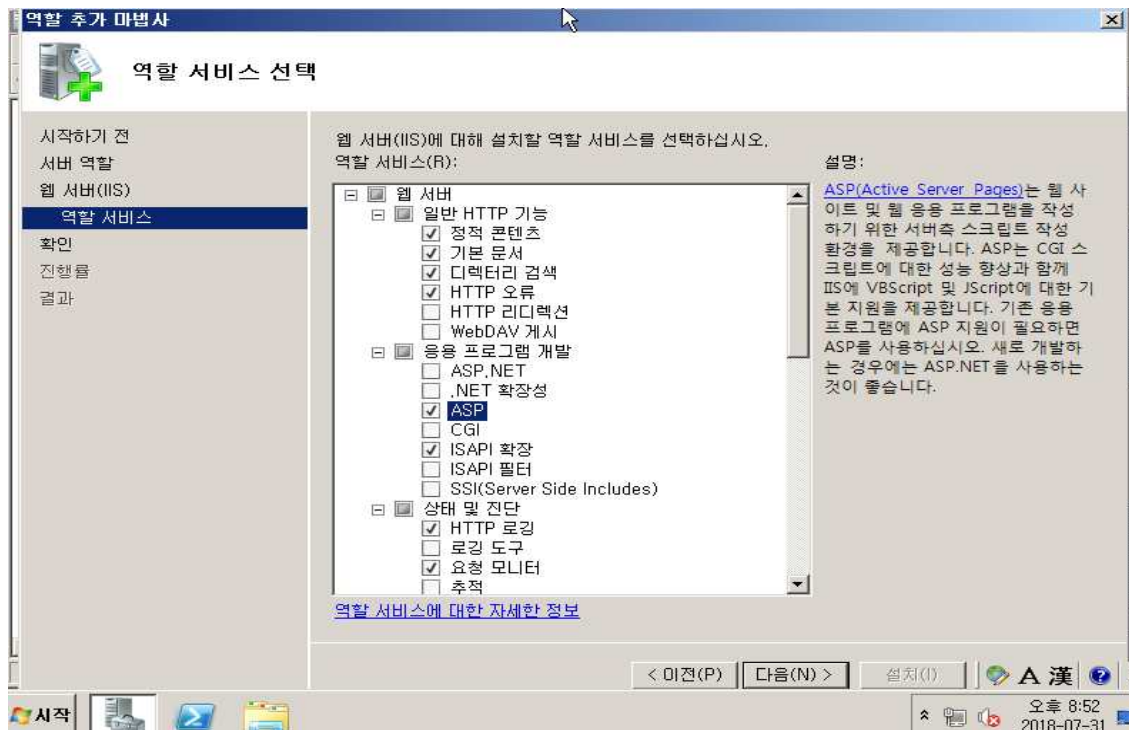 역할 추가 마법사
역할 서비스 선택
시작하기 전
서버 역할
웹 서버(IIS)
역할 서비스
확인
진행률
결과
웹 서버(IIS)에 대해 설치할 역할 서비스를 선택하십시오.
역할 서비스(R):
웹 서버
일반 HTTP 기능
정적 콘텐츠
기본 문서
디렉터리 검색
HTTP 오류
HTTP 리디렉션
WebDAV 게시
응용 프로그램 개발
ASP.NET
.NET 확장성
ASP
CGI
ISAPI 확장
ISAPI 필터
SSI(Server Side Includes)
상태 및 진단
HTTP 로깅
로깅 도구
요청 모니터
추적
역할 서비스에 대한 자세한 정보
설명:
ASP(Active Server Pages)는 웹 사
이트 및 웹 응용 프로그램을 작성
하기 위한 서버측 스크립트 작성
환경을 제공합니다. ASP는 CGI 스
크립트에 대한 성능 향상과 함께
IIS에 VBScript 및 JScript에 대한 기
본 지원을 제공합니다. 기존 응용
프로그램에 ASP 지원이 필요하면
ASP를 사용하십시오. 새로 개발하
는 경우에는 ASP.NET을 사용하는
것이 좋습니다.
< 이전(P)
다음(N) >
설치(I)
A 漢
시작
오후 8:52
2018-07-31